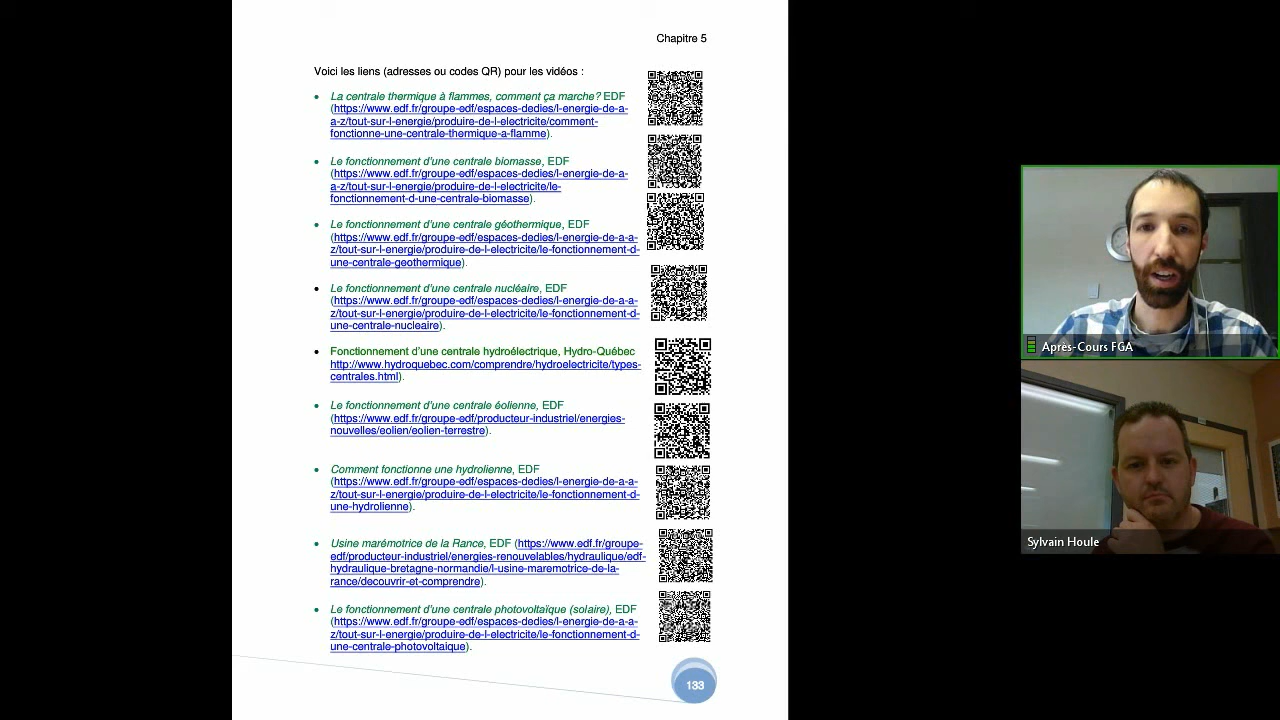 Chapitre 5
Voici les liens (adresses ou codes QR) pour les vidéos :
• La centrale thermique à flammes, comment ça marche? EDF
(https://www.edf.fr/groupe-edf/espaces-dedies/l-energie-de-a-
a-z/tout-sur-l-energie/produire-de-l-electricite/comment-
fonctionne-une-centrale-thermique-a-flamme).
• Le fonctionnement d'une centrale biomasse, EDF
(https://www.edf.fr/groupe-edf/espaces-dedies/l-energie-de-a-
a-z/tout-sur-l-energie/produire-de-l-electricite/le-
fonctionnement-d-une-centrale-biomasse).
• Le fonctionnement d'une centrale géothermique, EDF
(https://www.edf.fr/groupe-edf/espaces-dedies/l-energie-de-a-a-
z/tout-sur-l-energie/produire-de-l-electricite/le-fonctionnement-d-
une-centrale-geothermique).
• Le fonctionnement d'une centrale nucléaire, EDF
(https://www.edf.fr/groupe-edf/espaces-dedies/l-energie-de-a-a-
z/tout-sur-l-energie/produire-de-l-electricite/le-fonctionnement-d-
une-centrale-nucleaire).
• Fonctionnement d'une centrale hydroélectrique, Hydro-Québec
http://www.hydroquebec.com/comprendre/hydroelectricite/types-
centrales.html).
• Le fonctionnement d'une centrale éolienne, EDF
(https://www.edf.fr/groupe-edf/producteur-industriel/energies-
nouvelles/eolien/eolien-terrestre).
• Comment fonctionne une hydrolienne, EDF
(https://www.edf.fr/groupe-edf/espaces-dedies/l-energie-de-a-a-
z/tout-sur-l-energie/produire-de-l-electricite/le-fonctionnement-d-
une-hydrolienne).
• Usine marémotrice de la Rance, EDF (https://www.edf.fr/groupe-
edf/producteur-industriel/energies-renouvelables/hydraulique/edf-
hydraulique-bretagne-normandie/l-usine-maremotrice-de-la-
rance/decouvrir-et-comprendre).
• Le fonctionnement d'une centrale photovoltaïque (solaire), EDF
(https://www.edf.fr/groupe-edf/espaces-dedies/l-energie-de-a-a-
z/tout-sur-l-energie/produire-de-l-electricite/le-fonctionnement-d-
une-centrale-photovoltaique).
133
Après-Cours FGA
Sylvain Houle